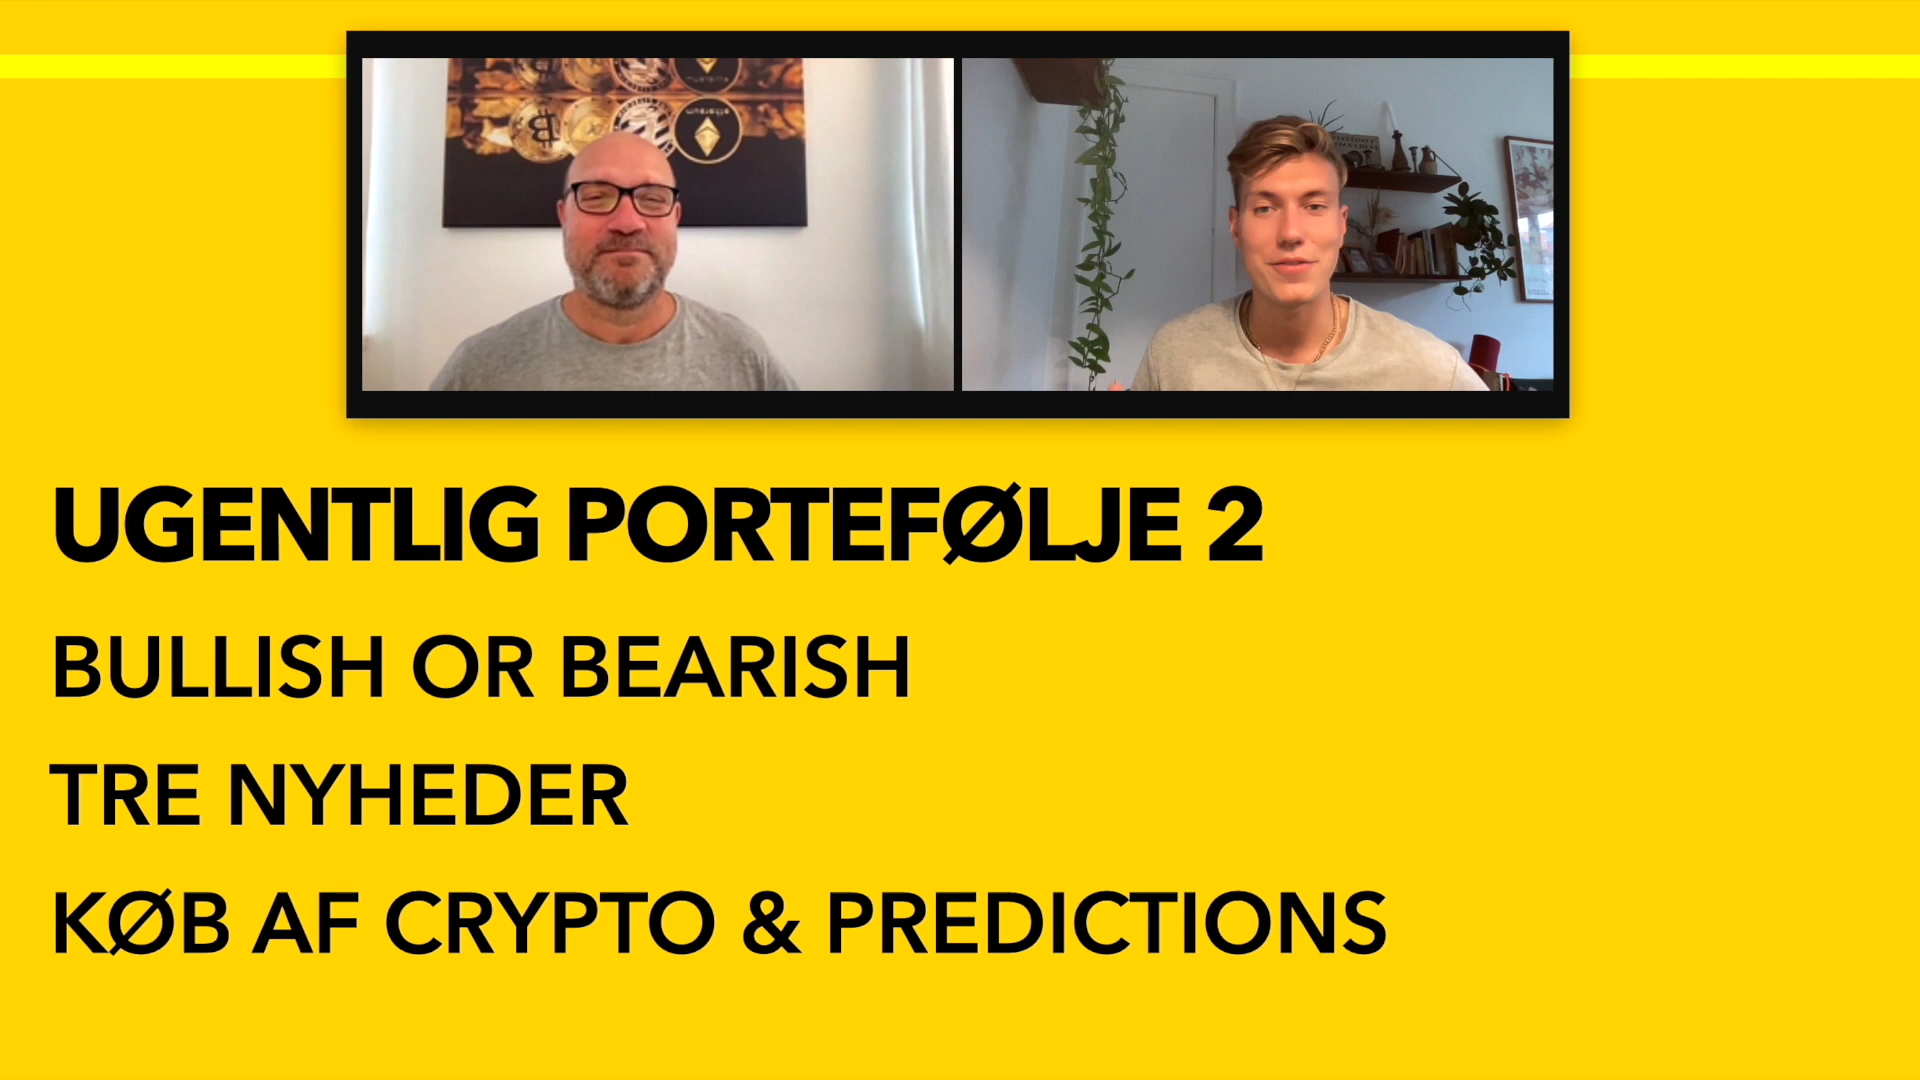 UGENTLIG PORTEFØLJE 2
BULLISH OR BEARISH
TRE NYHEDER
KØB AF CRYPTO & PREDICTIONS